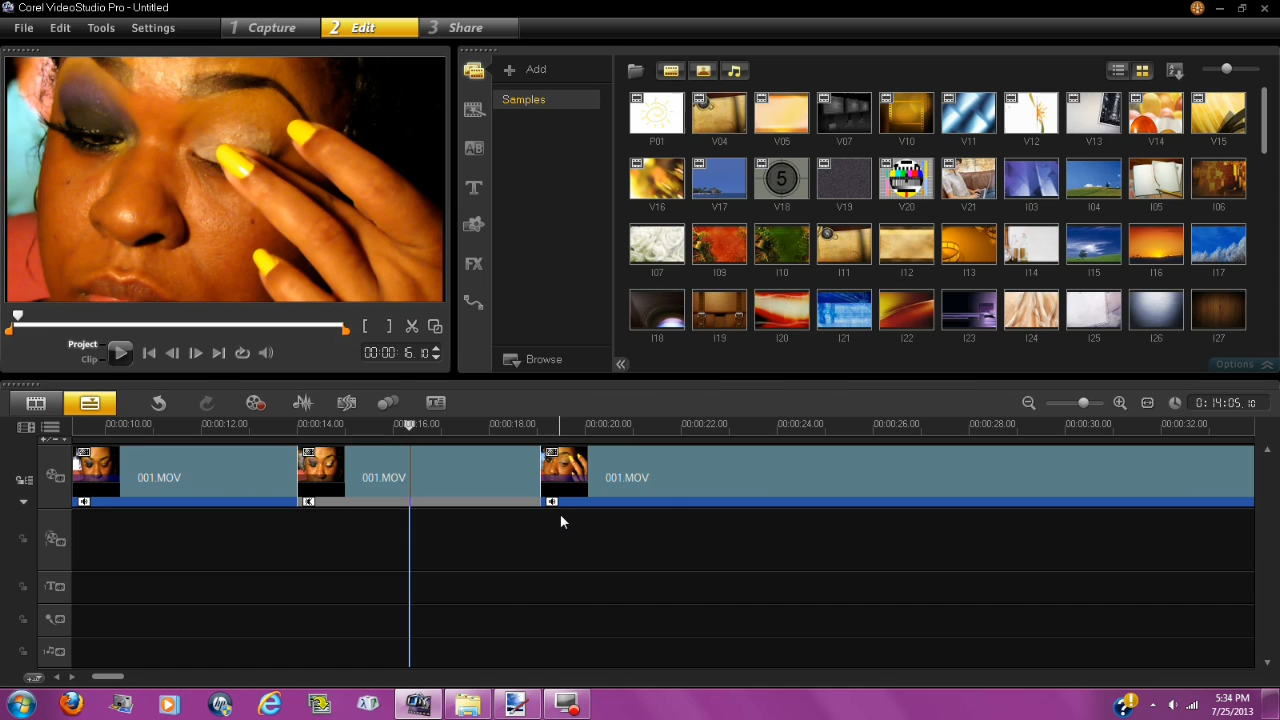 Corel VideoStudio Pro - Untitled
File Edit Tools Settings 1 Capture 2 Edit 3 Share
Add
Samples
P01 V04 V05 V07 V10 V11 V12 V13 V14 V15
V16 V17 V18 V19 V20 V21 I03 I04 I05 I06
I07 I09 I10 I11 I12 I13 I14 I15 I16 I17
I18 I19 I20 I21 I22 I23 I24 I25 I26 I27
Project
Clip
00:00:16.10
Browse
Options
0:14:05.10
00:00:10.00 00:00:12.00 00:00:14.00 00:00:16.00 00:00:18.00 00:00:20.00 00:00:22.00 00:00:24.00 00:00:26.00 00:00:28.00 00:00:30.00 00:00:32.00
001.MOV 001.MOV 001.MOV
5:34 PM
7/25/2013